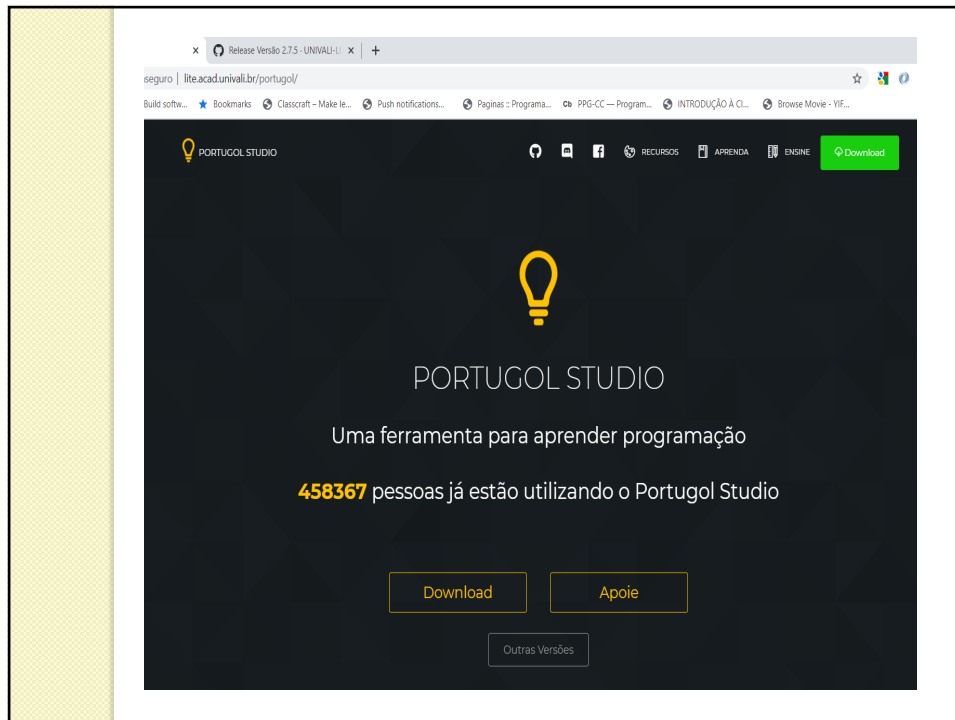 Release Versão 2.7.5 · UNIVALI-LI
lite.acad.univali.br/portugol/
Build softw... Bookmarks Classcraft – Make le... Push notifications... Paginas :: Programa... Cb PPG-CC — Program... INTRODUÇÃO À CI... Browse Movie - YIF...
PORTUGOL STUDIO RECURSOS APRENDA ENSINE Download
PORTUGOL STUDIO
Uma ferramenta para aprender programação
458367 pessoas já estão utilizando o Portugol Studio
Download Apoie
Outras Versões